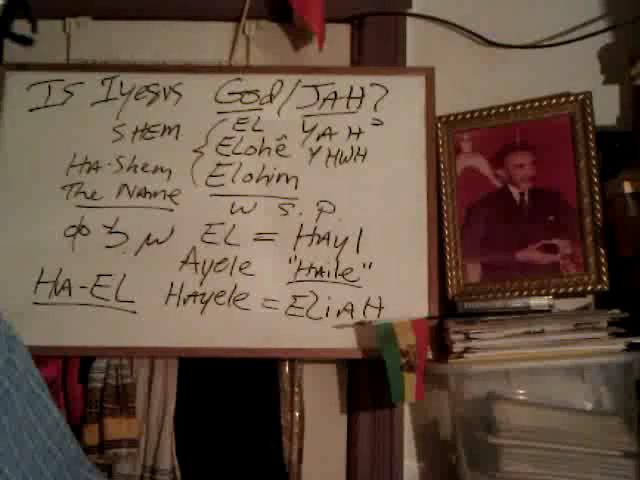 Is Iyesus God/JAH?
SHEM { EL YAH?
Elohê YHWH
HA-Shem Elohim
The Name W S. P.
EL = HAYl
Ayele "HAile"
HA-EL HAYele = ELiAH